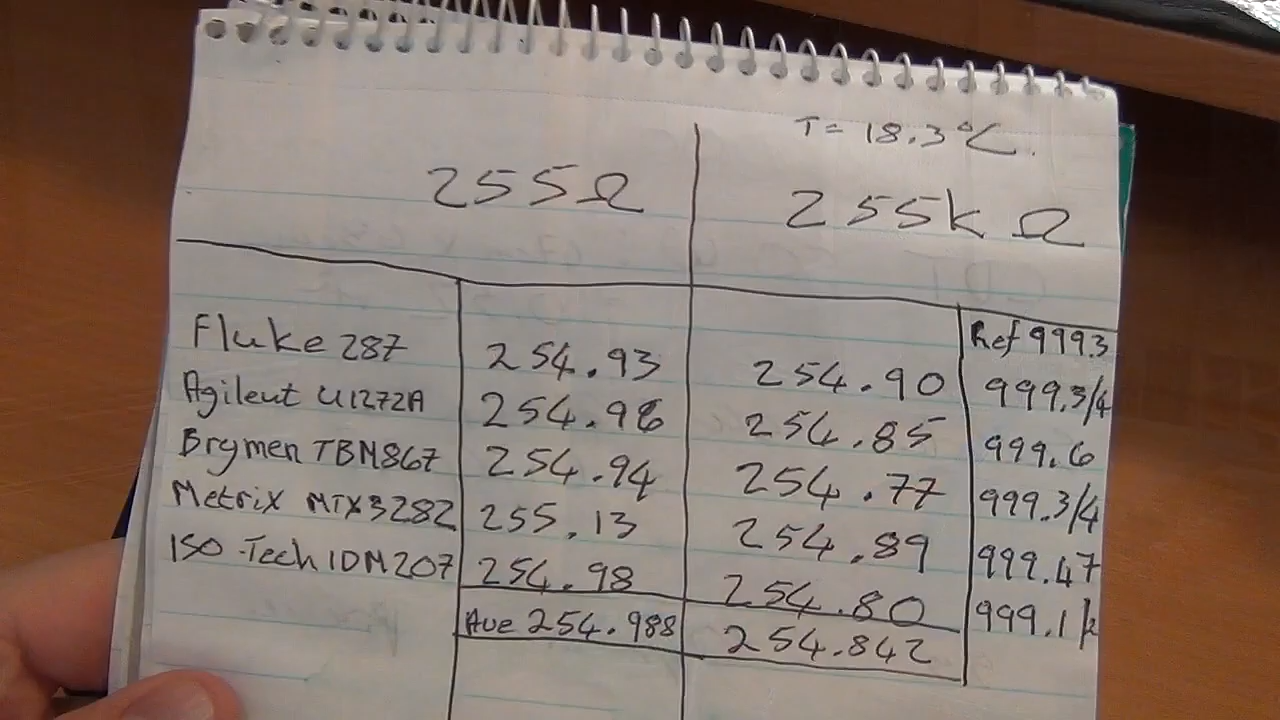 T = 18.3°C.
255Ω 255kΩ
Ref 999.3
Fluke 287 254.93 254.90 999.3/4
Agilent U1272A 254.96 254.85 999.6
Brymen TBM867 254.94 254.77 999.3/4
Metrix MTX3282 255.13 254.89 999.47
ISO-Tech IDM207 254.98 254.80 999.1/2
Ave 254.988 254.842